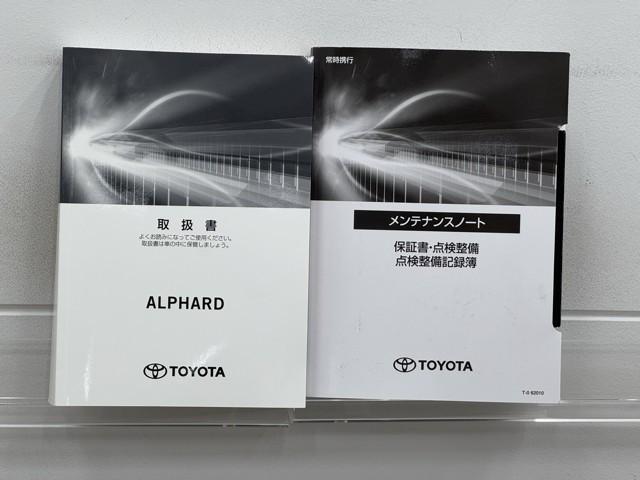 取扱書
よくお読みになってご使用ください。
取扱書は車の中に保管しましょう。
ALPHARD
TOYOTA
常時携行
メンテナンスノート
保証書・点検整備
点検整備記録簿
TOYOTA
T-0 62010